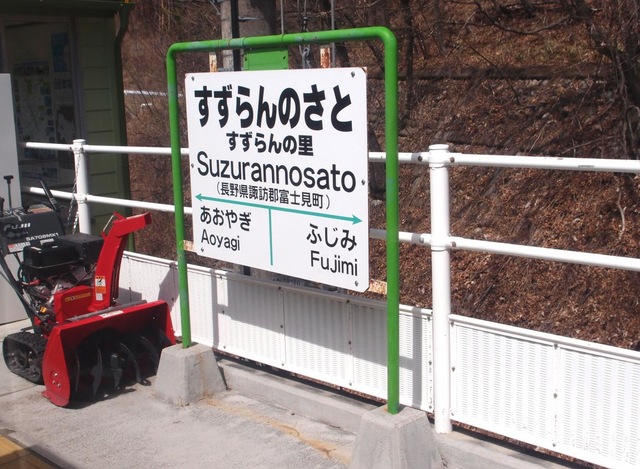 すずらんのさと
すずらんの里
Suzurannosato
(長野県諏訪郡富士見町)
あおやぎ
Aoyagi
ふじみ
Fujimi